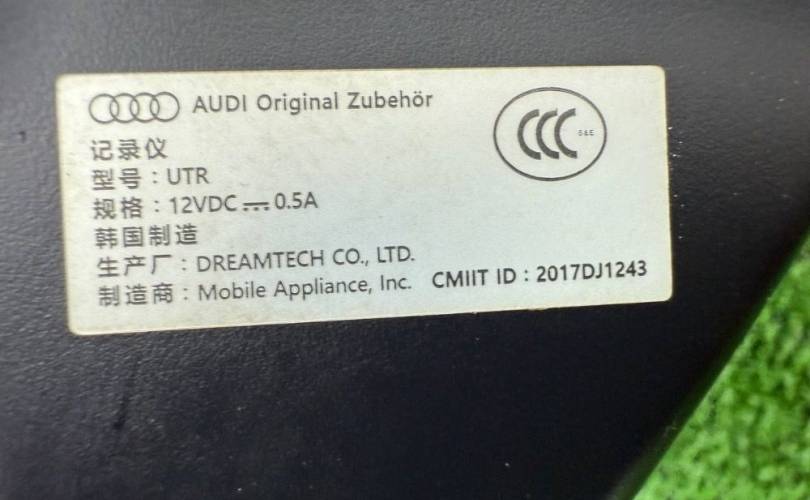 AUDI Original Zubehör
CCC S&E
记录仪
型号：UTR
规格：12VDC ⎓ 0.5A
韩国制造
生产厂：DREAMTECH CO., LTD.
制造商：Mobile Appliance, Inc. CMIIT ID：2017DJ1243